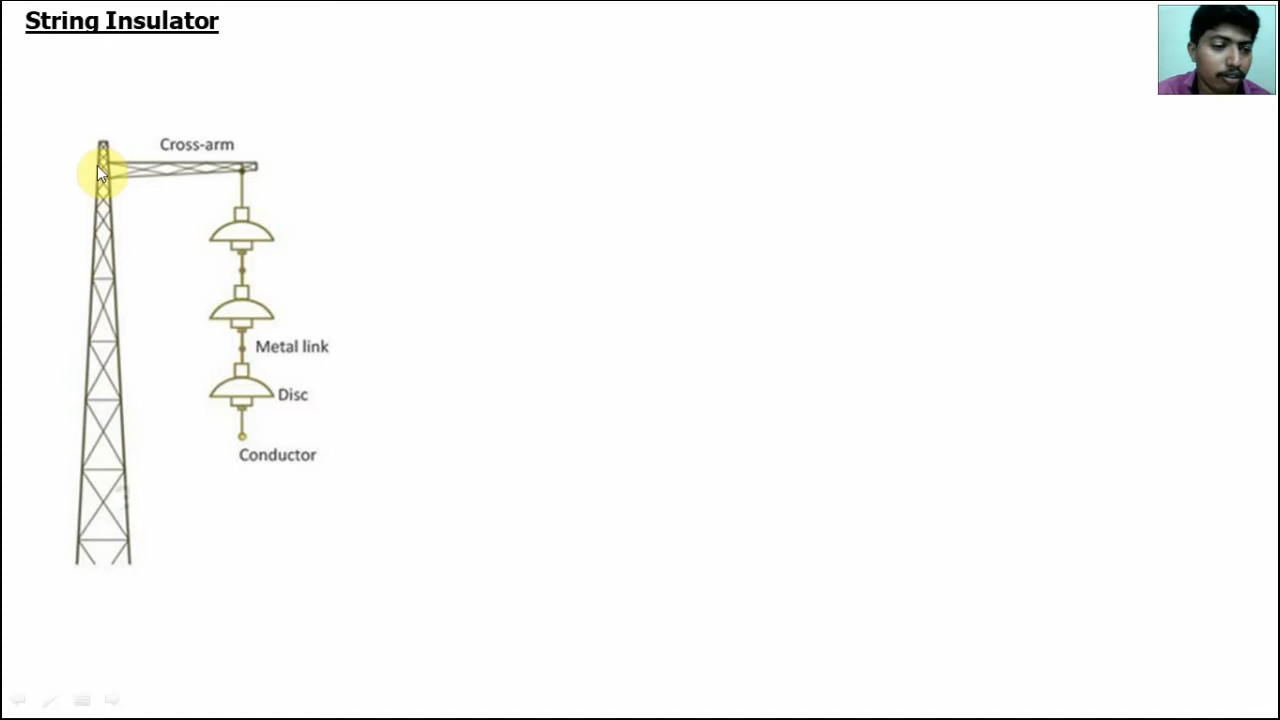 String Insulator
Cross-arm
Metal link
Disc
Conductor